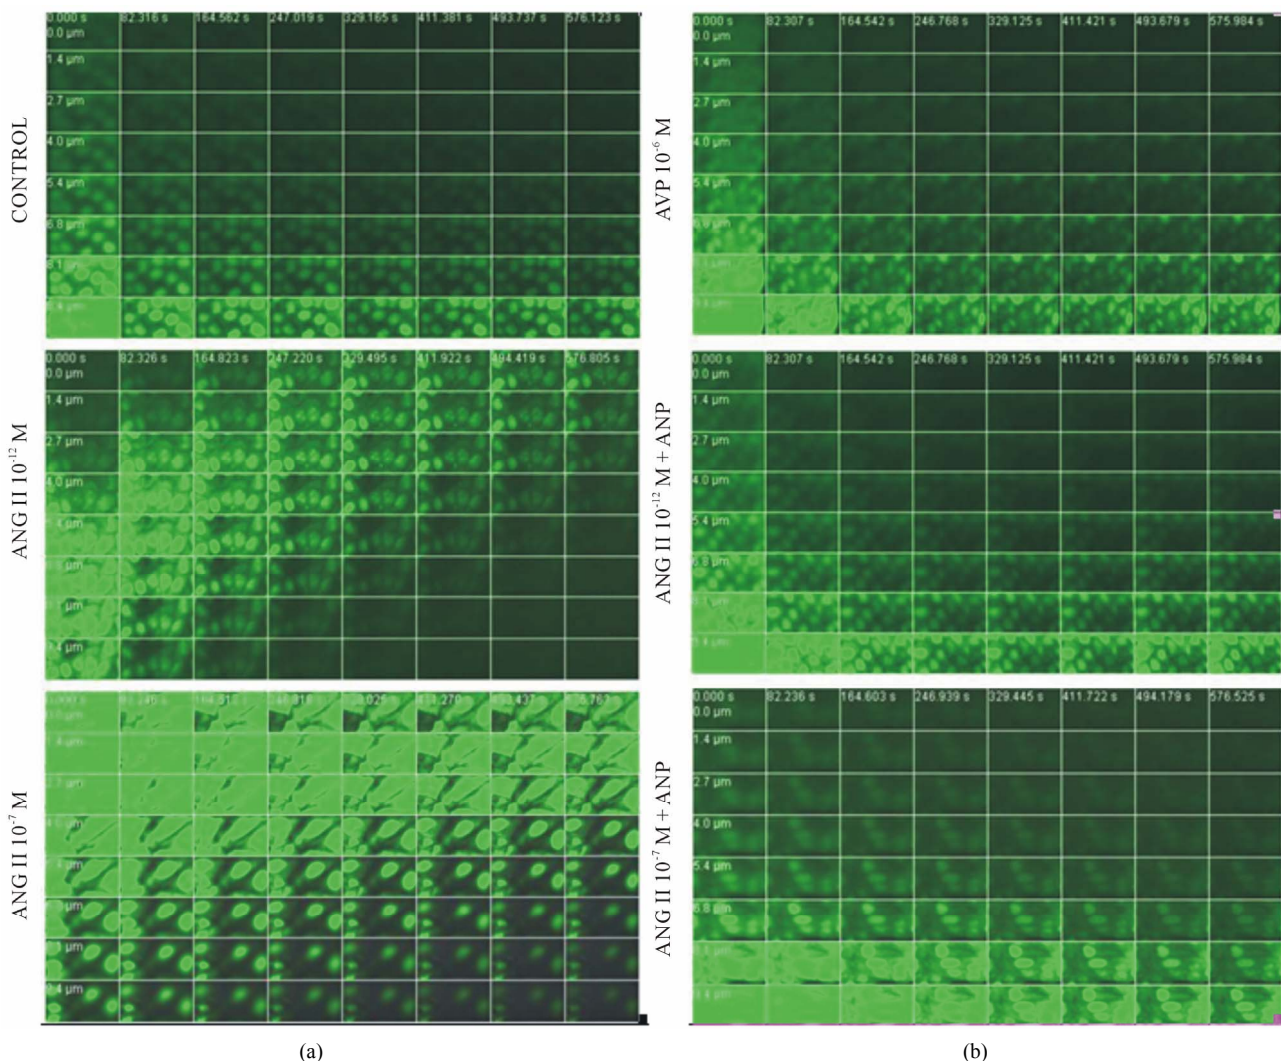 CONTROL
0.000 s 82.316 s 164.562 s 247.019 s 329.165 s 411.381 s 493.737 s 576.123 s
0.0 µm
1.4 µm
2.7 µm
4.0 µm
5.4 µm
6.8 µm
8.1 µm
ANG II 10⁻¹² M
0.000 s 82.326 s 164.823 s 247.220 s 329.495 s 411.922 s 494.419 s 576.805 s
0.0 µm
1.4 µm
2.7 µm
4.0 µm
ANG II 10⁻⁷ M
0.000 s
(a)
AVP 10⁻⁶ M
0.000 s 82.307 s 164.542 s 246.768 s 329.125 s 411.421 s 493.679 s 575.984 s
0.0 µm
1.4 µm
2.7 µm
4.0 µm
5.4 µm
ANG II 10⁻¹² M + ANP
0.000 s 82.307 s 164.542 s 246.768 s 329.125 s 411.421 s 493.679 s 575.984 s
0.0 µm
1.4 µm
2.7 µm
4.0 µm
5.4 µm
6.8 µm
ANG II 10⁻⁷ M + ANP
0.000 s 82.236 s 164.603 s 246.939 s 329.445 s 411.722 s 494.179 s 576.525 s
0.0 µm
1.4 µm
2.7 µm
4.0 µm
5.4 µm
6.8 µm
(b)